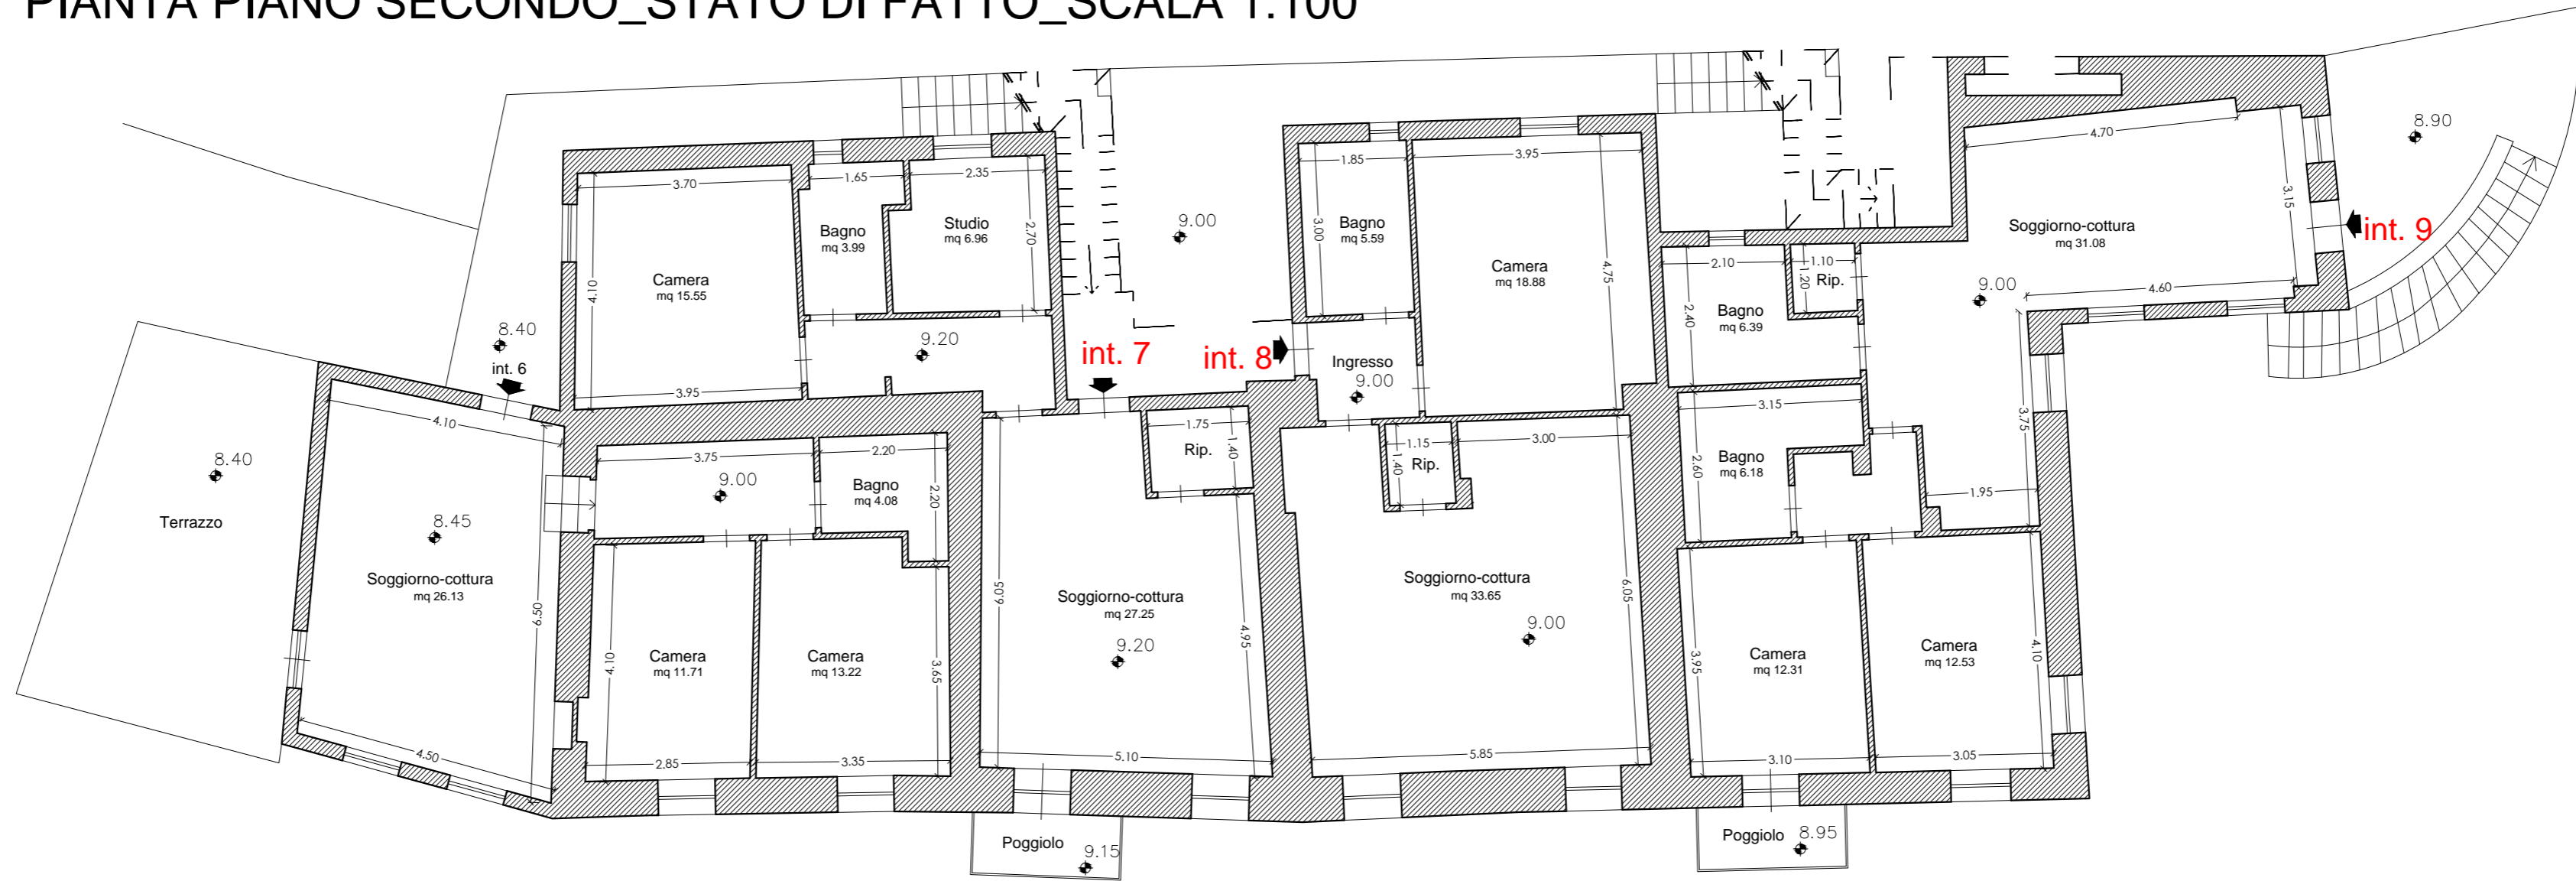 PIANTA PIANO SECONDO_STATO DI FATTO_SCALA 1:100
8.40
int. 6
8.40
Terrazzo
4.10
8.45
Soggiorno-cottura
mq 26.13
6.50
4.50
3.70
4.10
Camera
mq 15.55
3.95
1.65
Bagno
mq 3.99
2.35
Studio
mq 6.96
2.70
9.20
3.75
9.00
2.20
Bagno
mq 4.08
2.20
4.10
Camera
mq 11.71
2.85
Camera
mq 13.22
3.65
3.35
9.00
int. 7
int. 8
1.75
1.40
Rip.
6.05
Soggiorno-cottura
mq 27.25
9.20
4.95
5.10
Poggiolo
9.15
1.85
3.00
Bagno
mq 5.59
3.95
Camera
mq 18.88
4.75
Ingresso
9.00
1.15
1.40
Rip.
3.00
Soggiorno-cottura
mq 33.65
6.05
9.00
5.85
2.10
2.40
Bagno
mq 6.39
1.10
1.20
Rip.
3.15
2.60
Bagno
mq 6.18
4.70
3.15
Soggiorno-cottura
mq 31.08
9.00
4.60
3.75
1.95
8.90
int. 9
3.95
Camera
mq 12.31
3.10
Camera
mq 12.53
4.10
3.05
Poggiolo
8.95